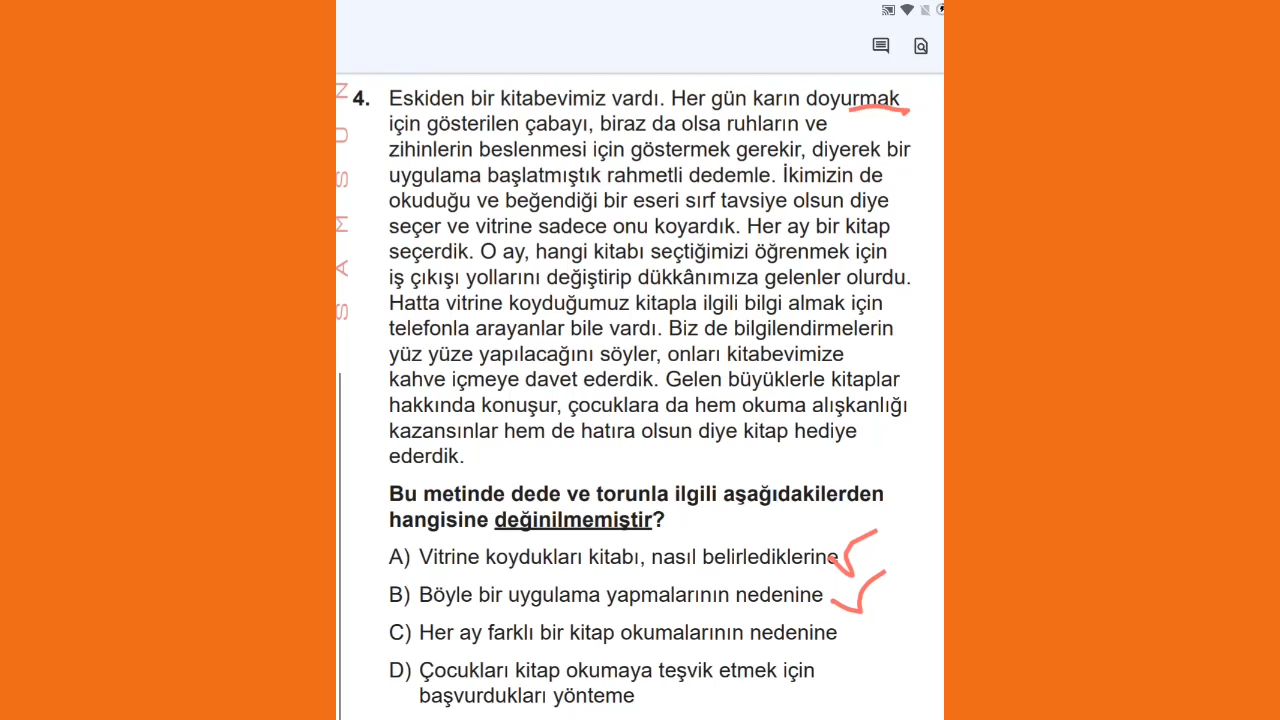 SAMSUN
4. Eskiden bir kitabevimiz vardı. Her gün karın doyurmak
için gösterilen çabayı, biraz da olsa ruhların ve
zihinlerin beslenmesi için göstermek gerekir, diyerek bir
uygulama başlatmıştık rahmetli dedemle. İkimizin de
okuduğu ve beğendiği bir eseri sırf tavsiye olsun diye
seçer ve vitrine sadece onu koyardık. Her ay bir kitap
seçerdik. O ay, hangi kitabı seçtiğimizi öğrenmek için
iş çıkışı yollarını değiştirip dükkânımıza gelenler olurdu.
Hatta vitrine koyduğumuz kitapla ilgili bilgi almak için
telefonla arayanlar bile vardı. Biz de bilgilendirmelerin
yüz yüze yapılacağını söyler, onları kitabevimize
kahve içmeye davet ederdik. Gelen büyüklerle kitaplar
hakkında konuşur, çocuklara da hem okuma alışkanlığı
kazansınlar hem de hatıra olsun diye kitap hediye
ederdik.
Bu metinde dede ve torunla ilgili aşağıdakilerden
hangisine değinilmemiştir?
A) Vitrine koydukları kitabı, nasıl belirlediklerine
B) Böyle bir uygulama yapmalarının nedenine
C) Her ay farklı bir kitap okumalarının nedenine
D) Çocukları kitap okumaya teşvik etmek için
başvurdukları yönteme